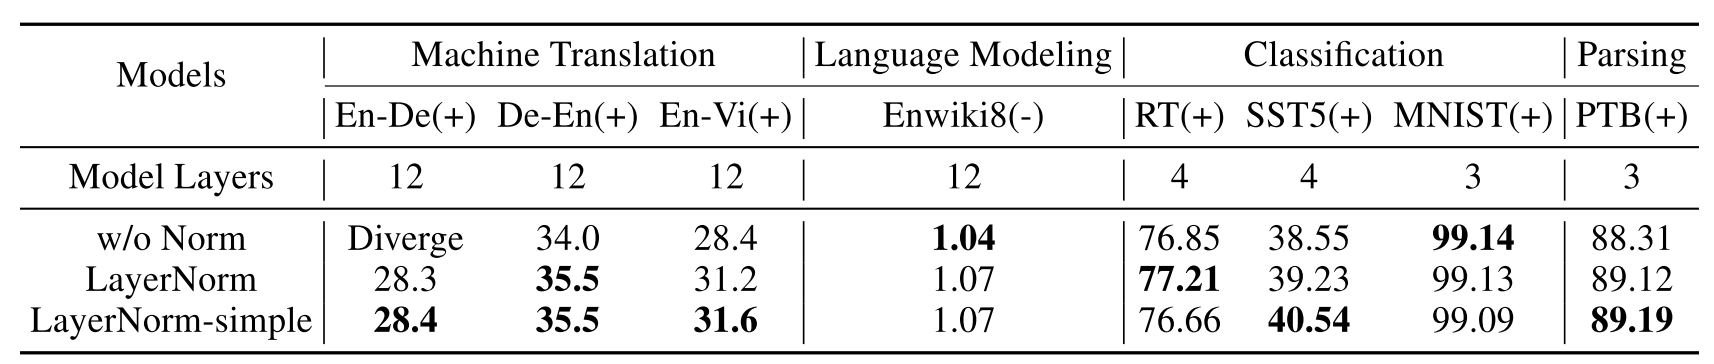 Models Machine Translation Language Modeling Classification Parsing
En-De(+) De-En(+) En-Vi(+) Enwiki8(-) RT(+) SST5(+) MNIST(+) PTB(+)
Model Layers 12 12 12 12 4 4 3 3
w/o Norm Diverge 34.0 28.4 1.04 76.85 38.55 99.14 88.31
LayerNorm 28.3 35.5 31.2 1.07 77.21 39.23 99.13 89.12
LayerNorm-simple 28.4 35.5 31.6 1.07 76.66 40.54 99.09 89.19